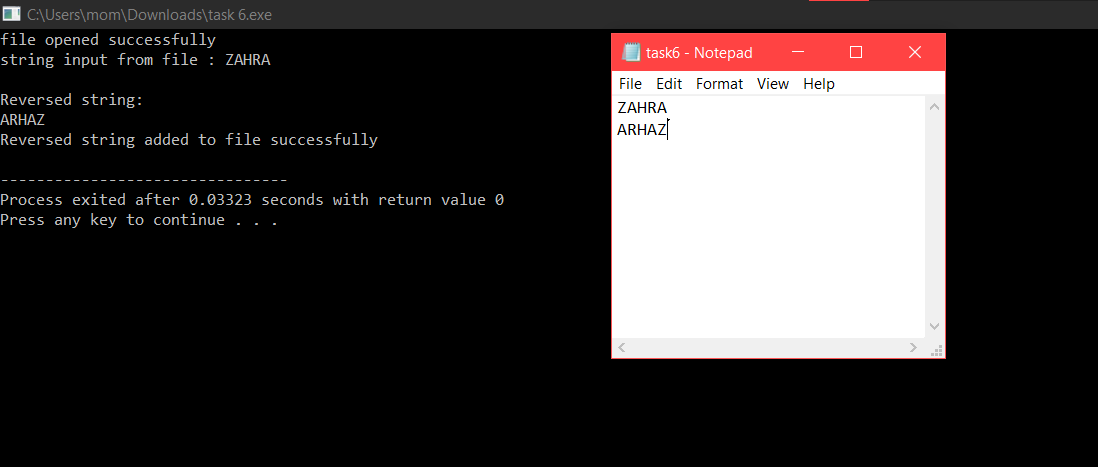 C:\Users\mom\Downloads\task 6.exe
file opened successfully
string input from file : ZAHRA
Reversed string:
ARHAZ
Reversed string added to file successfully
--------------------------------
Process exited after 0.03323 seconds with return value 0
Press any key to continue . . .
task6 - Notepad
File Edit Format View Help
ZAHRA
ARHAZ